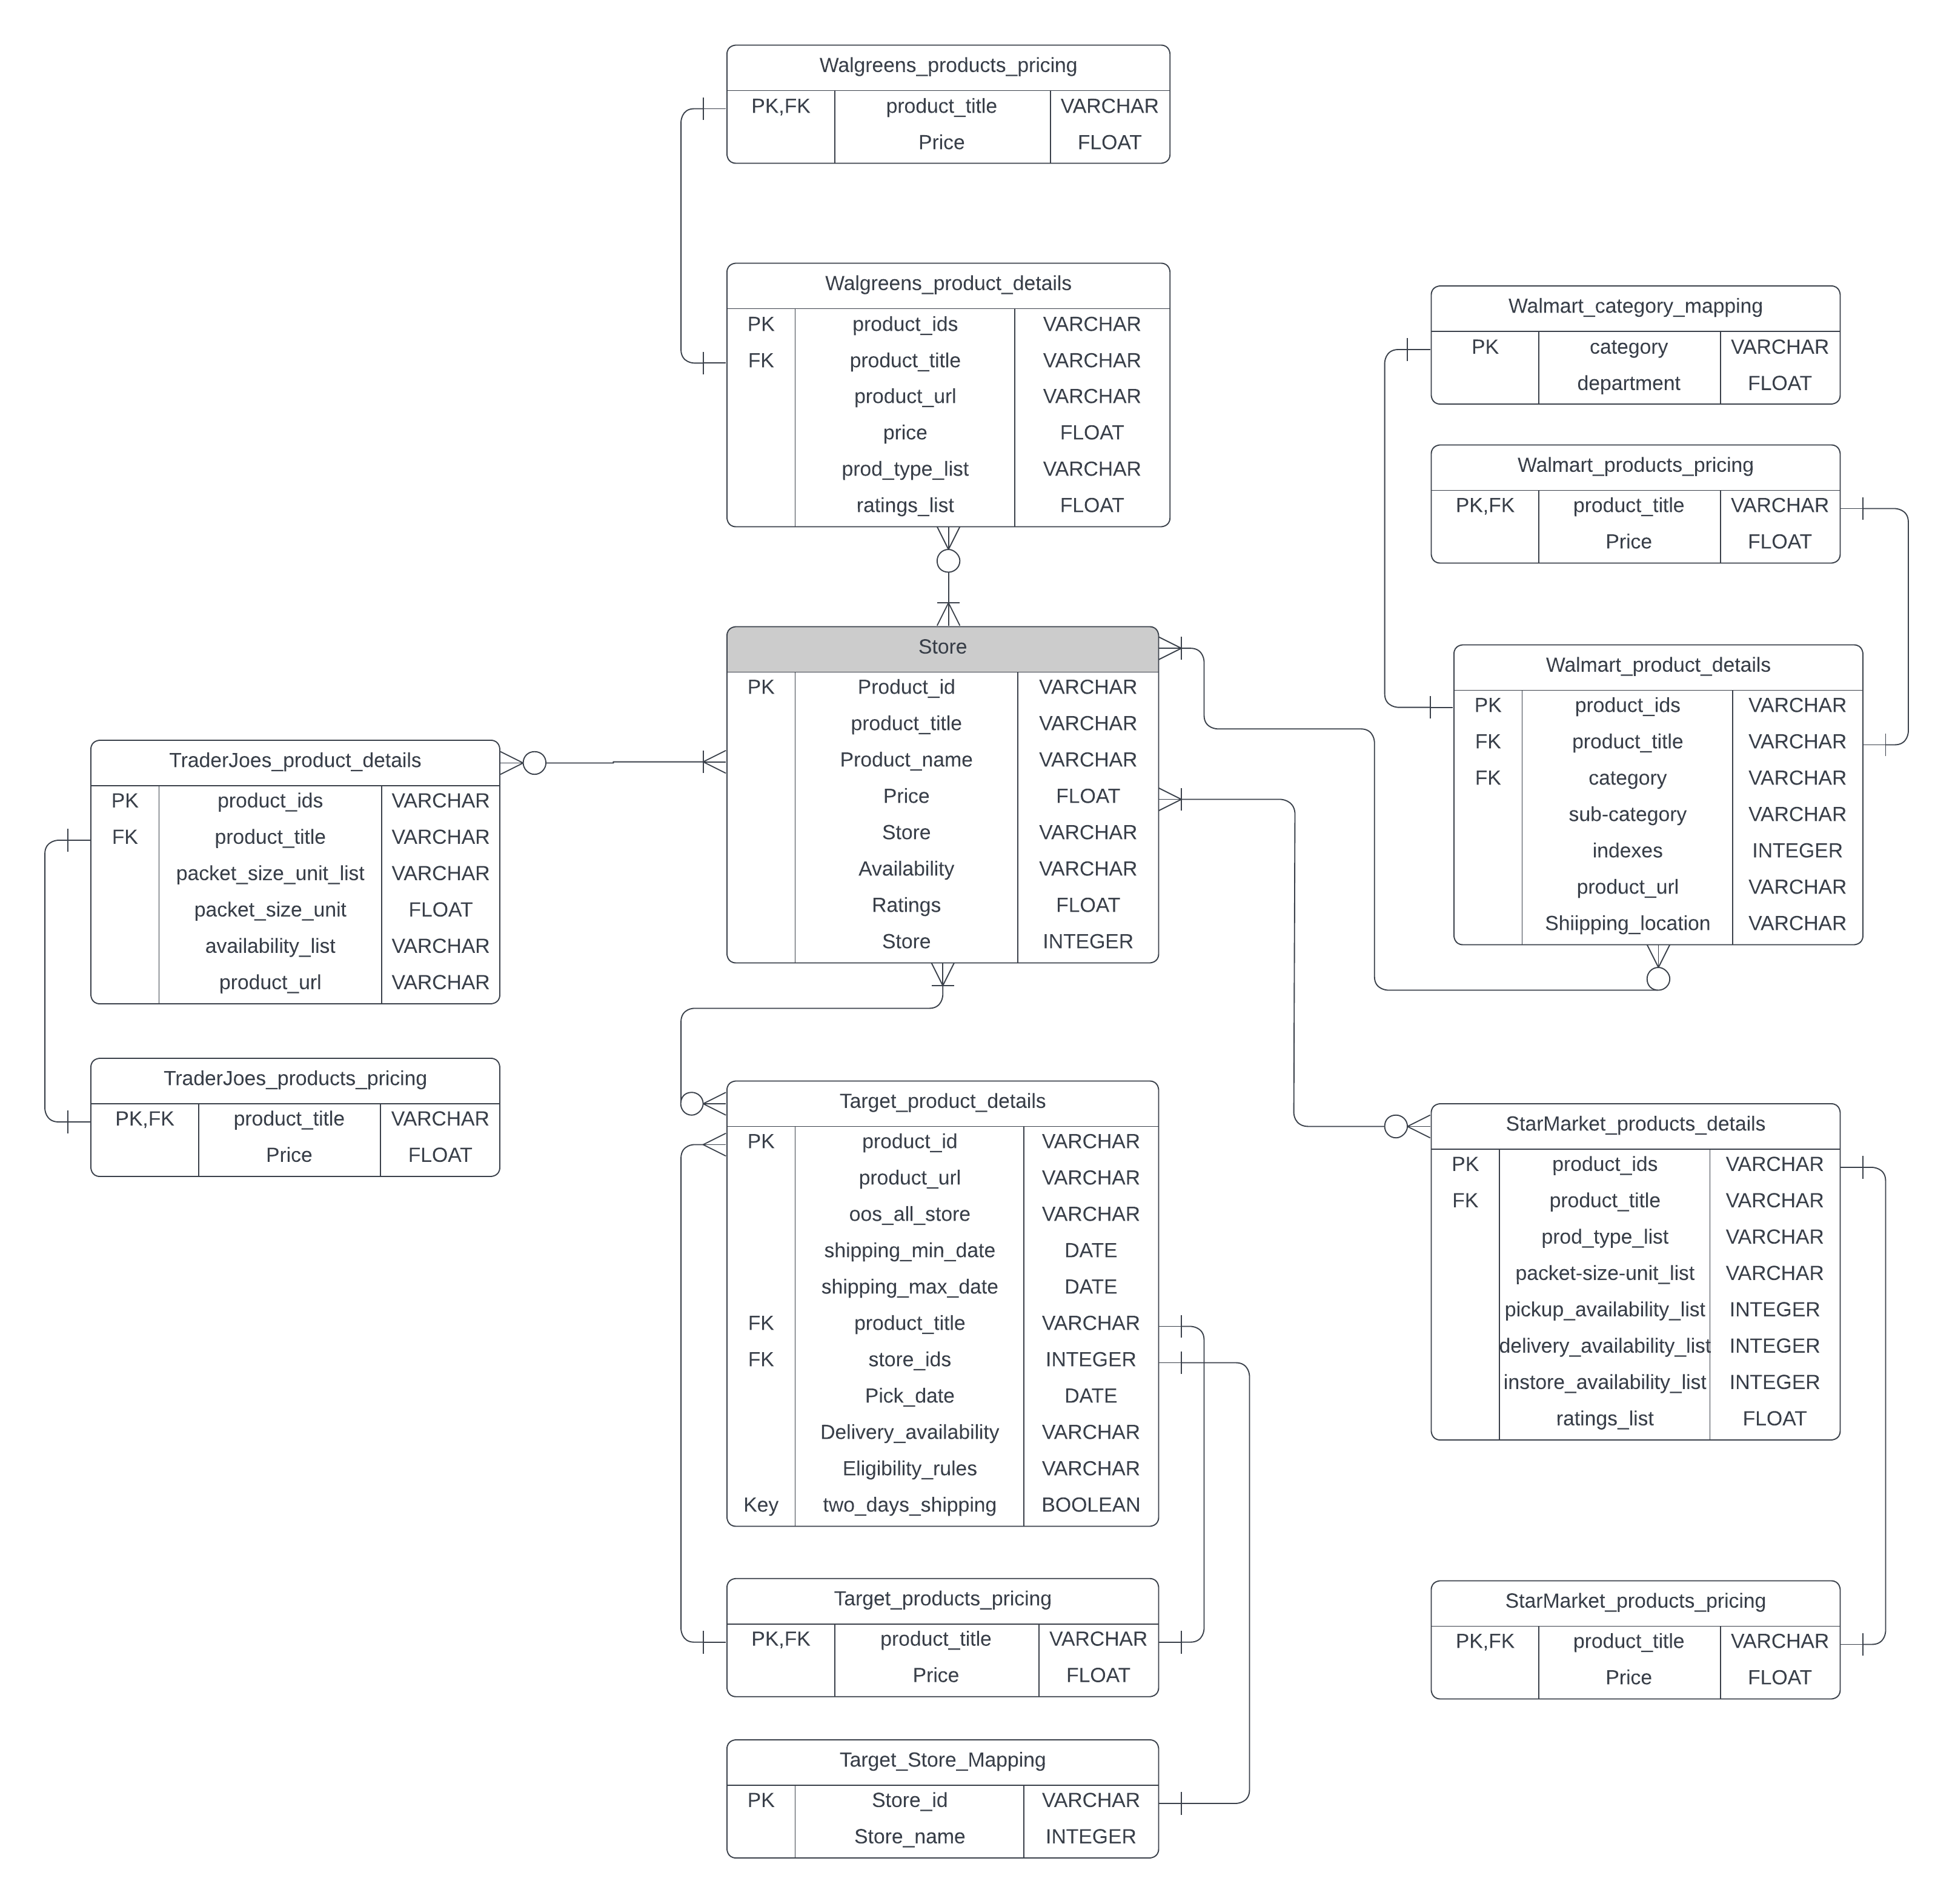 Walgreens_products_pricing
PK,FK product_title VARCHAR
Price FLOAT
Walgreens_product_details
PK product_ids VARCHAR
FK product_title VARCHAR
product_url VARCHAR
price FLOAT
prod_type_list VARCHAR
ratings_list FLOAT
Walmart_category_mapping
PK category VARCHAR
department FLOAT
Walmart_products_pricing
PK,FK product_title VARCHAR
Price FLOAT
Store
PK Product_id VARCHAR
product_title VARCHAR
Product_name VARCHAR
Price FLOAT
Store VARCHAR
Availability VARCHAR
Ratings FLOAT
Store INTEGER
Walmart_product_details
PK product_ids VARCHAR
FK product_title VARCHAR
FK category VARCHAR
sub-category VARCHAR
indexes INTEGER
product_url VARCHAR
Shiipping_location VARCHAR
TraderJoes_product_details
PK product_ids VARCHAR
FK product_title VARCHAR
packet_size_unit_list VARCHAR
packet_size_unit FLOAT
availability_list VARCHAR
product_url VARCHAR
TraderJoes_products_pricing
PK,FK product_title VARCHAR
Price FLOAT
Target_product_details
PK product_id VARCHAR
product_url VARCHAR
oos_all_store VARCHAR
shipping_min_date DATE
shipping_max_date DATE
FK product_title VARCHAR
FK store_ids INTEGER
Pick_date DATE
Delivery_availability VARCHAR
Eligibility_rules VARCHAR
Key two_days_shipping BOOLEAN
StarMarket_products_details
PK product_ids VARCHAR
FK product_title VARCHAR
prod_type_list VARCHAR
packet-size-unit_list VARCHAR
pickup_availability_list INTEGER
delivery_availability_list INTEGER
instore_availability_list INTEGER
ratings_list FLOAT
Target_products_pricing
PK,FK product_title VARCHAR
Price FLOAT
StarMarket_products_pricing
PK,FK product_title VARCHAR
Price FLOAT
Target_Store_Mapping
PK Store_id VARCHAR
Store_name INTEGER